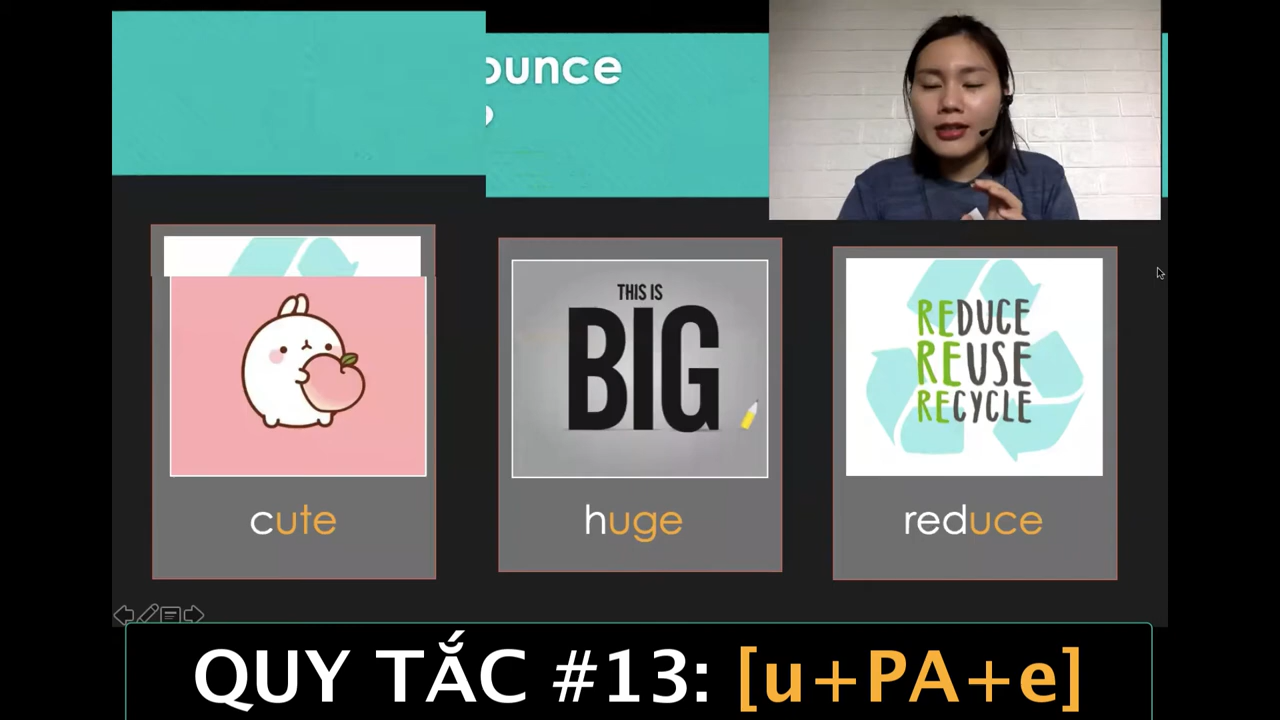 ounce
?
THIS IS
BIG
REDUCE
REUSE
RECYCLE
cute
huge
reduce
QUY TẮC #13: [u+PA+e]